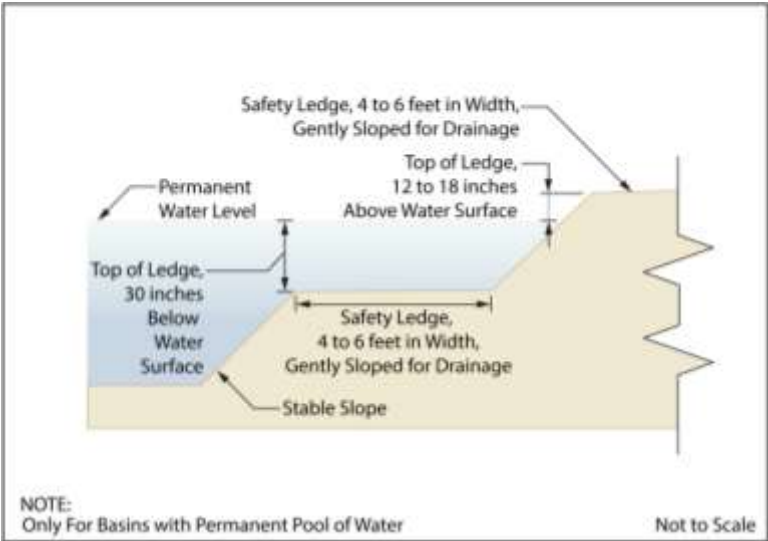 Safety Ledge, 4 to 6 feet in Width,
Gently Sloped for Drainage
Top of Ledge,
12 to 18 inches
Above Water Surface
Permanent
Water Level
Top of Ledge,
30 inches
Below
Water
Surface
Safety Ledge,
4 to 6 feet in Width,
Gently Sloped for Drainage
Stable Slope
NOTE:
Only For Basins with Permanent Pool of Water
Not to Scale